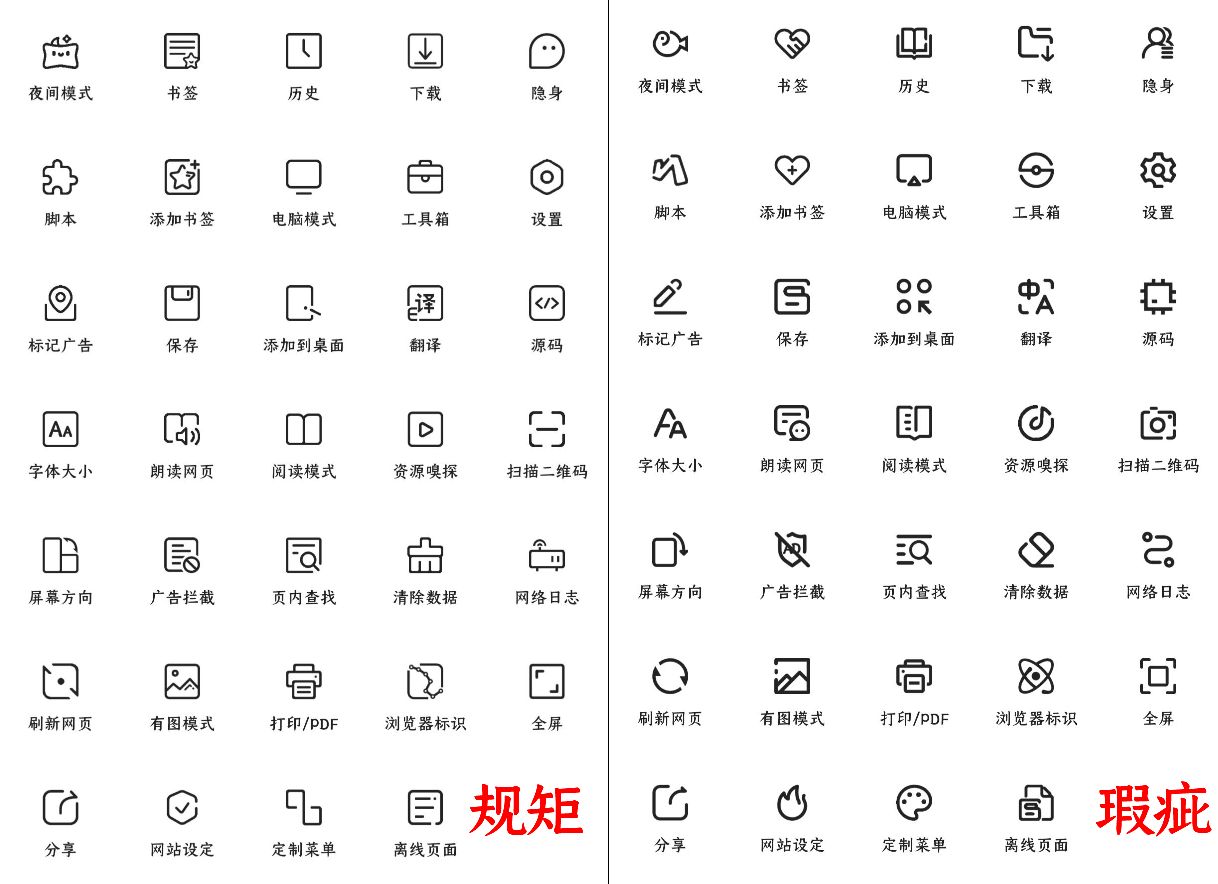 夜间模式 书签 历史 下载 隐身
脚本 添加书签 电脑模式 工具箱 设置
标记广告 保存 添加到桌面 译 翻译 源码
AA 字体大小 朗读网页 阅读模式 资源嗅探 扫描二维码
屏幕方向 广告拦截 页内查找 清除数据 网络日志
刷新网页 有图模式 打印/PDF 浏览器标识 全屏
分享 网站设定 定制菜单 离线页面
规矩
夜间模式 书签 历史 下载 隐身
脚本 添加书签 电脑模式 工具箱 设置
标记广告 保存 添加到桌面 中A 翻译 源码
AA 字体大小 朗读网页 阅读模式 资源嗅探 扫描二维码
屏幕方向 AD 广告拦截 页内查找 清除数据 网络日志
刷新网页 有图模式 打印/PDF 浏览器标识 全屏
分享 网站设定 定制菜单 离线页面
瑕疵